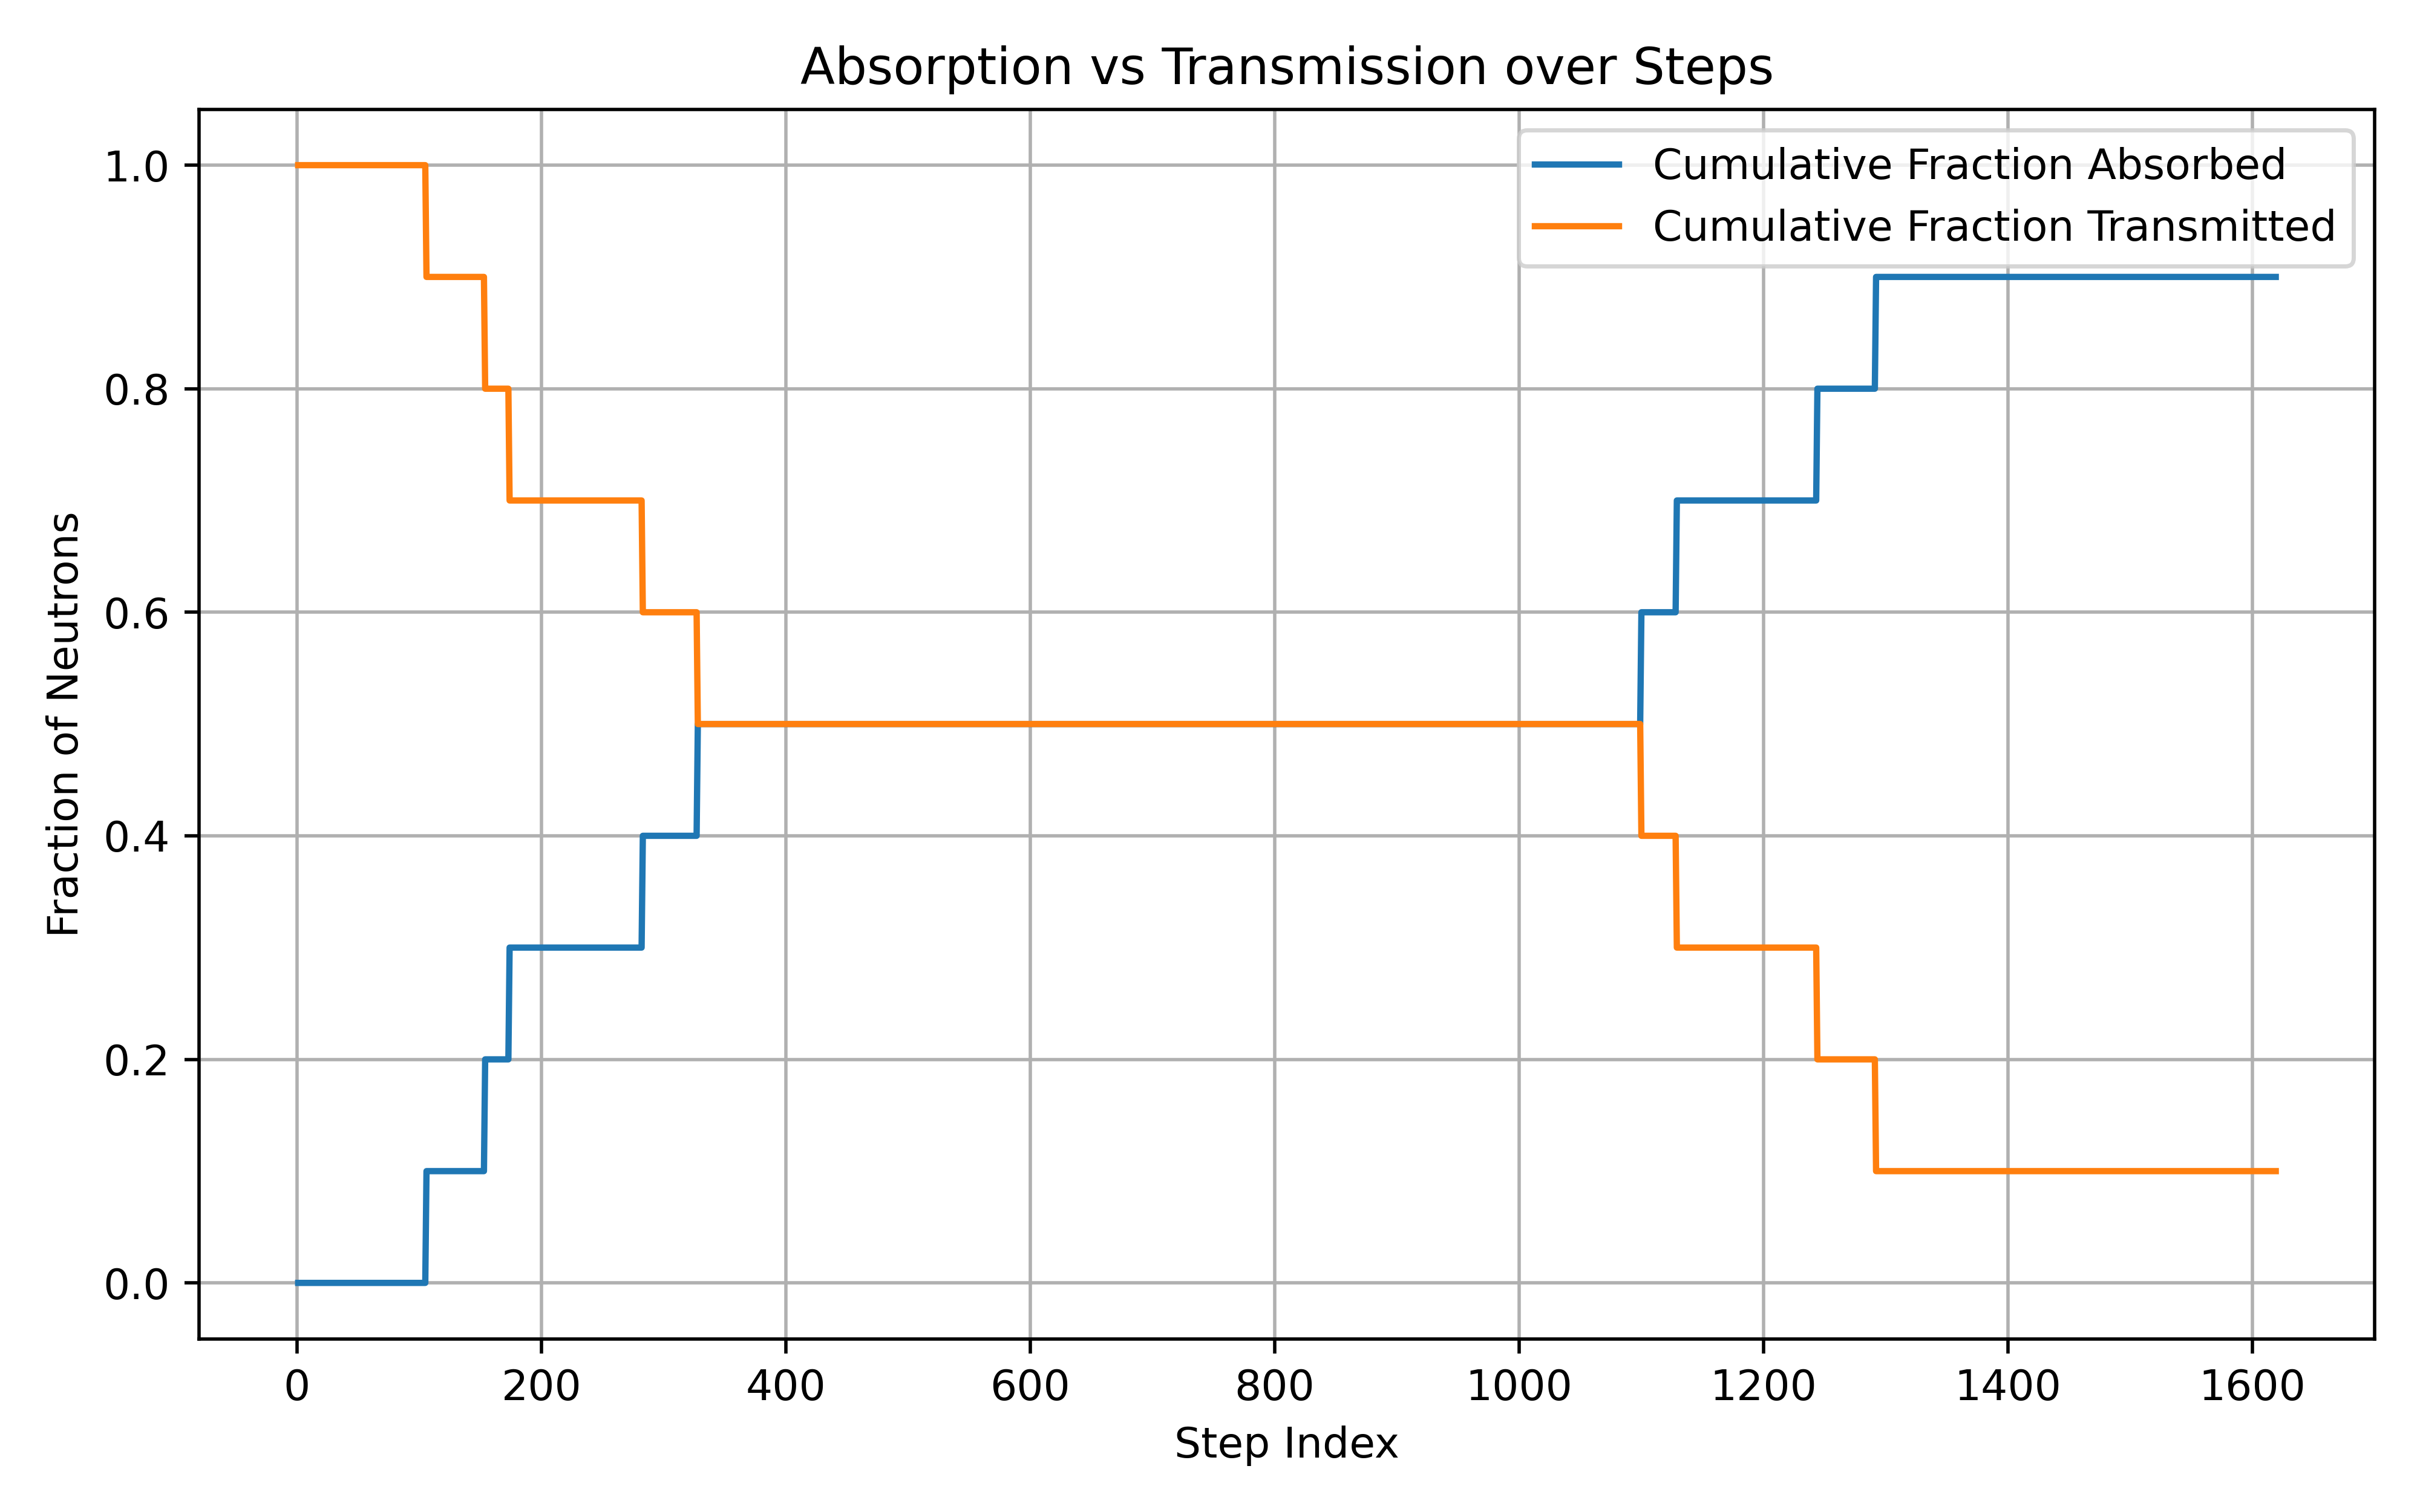 Absorption vs Transmission over Steps
Cumulative Fraction Absorbed
Cumulative Fraction Transmitted
Fraction of Neutrons
1.0
0.8
0.6
0.4
0.2
0.0
0 200 400 600 800 1000 1200 1400 1600
Step Index